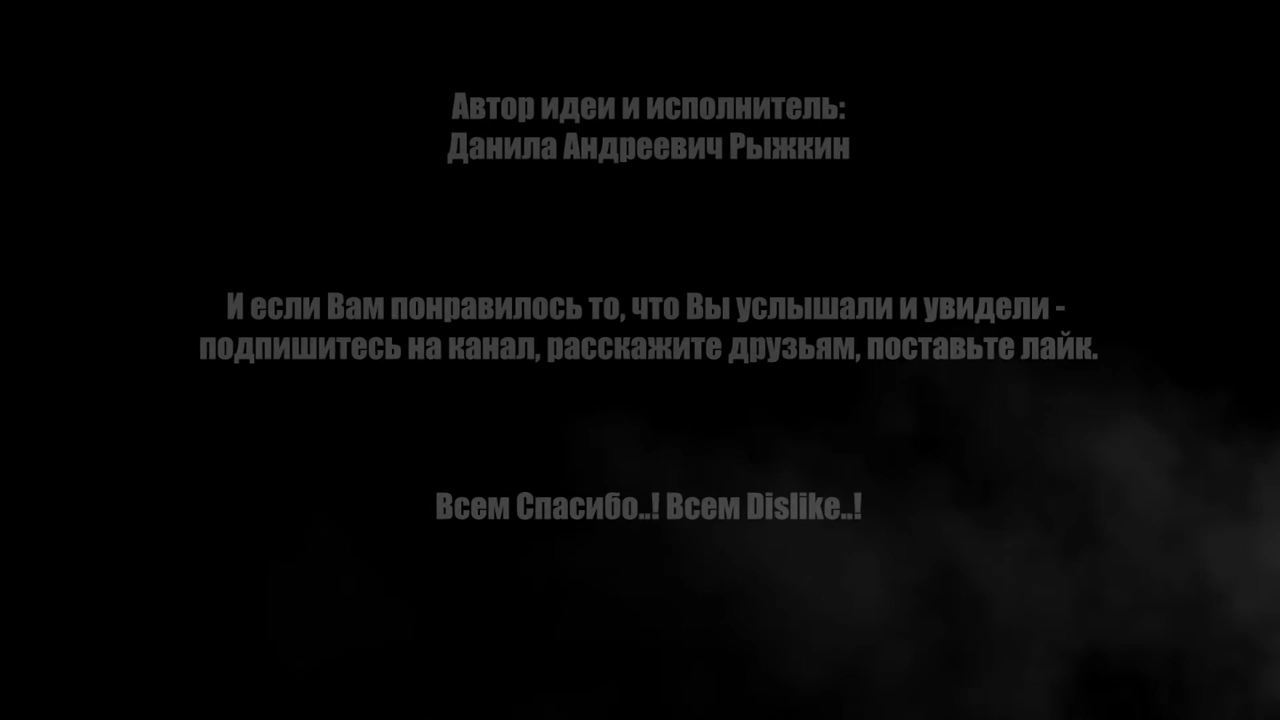 Автор идеи и исполнитель:
Данила Андреевич Рыжкин
И если Вам понравилось то, что Вы услышали и увидели -
подпишитесь на канал, расскажите друзьям, поставьте лайк.
Всем Спасибо..! Всем Dislike..!